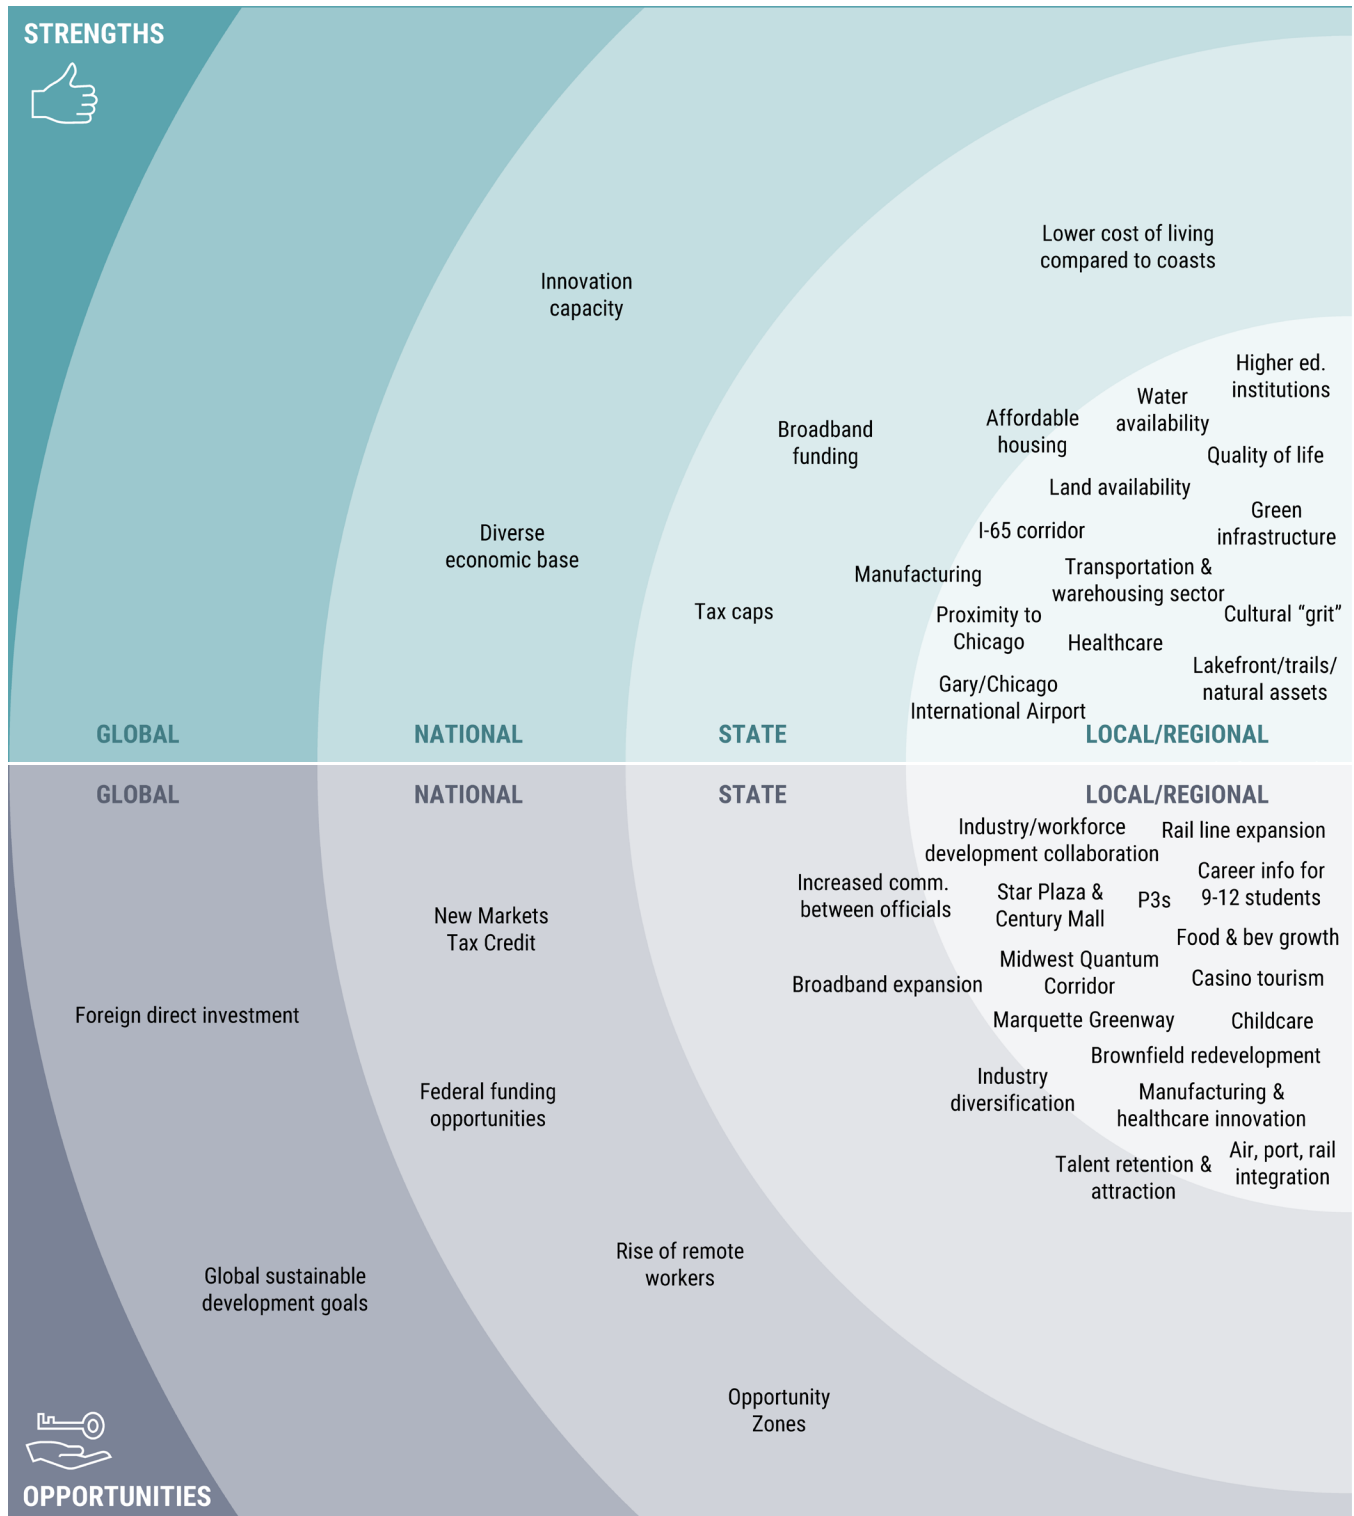 STRENGTHS
Lower cost of living
compared to coasts
Innovation
capacity
Higher ed.
institutions
Water
availability
Affordable
housing
Broadband
funding
Quality of life
Land availability
Green
infrastructure
I-65 corridor
Diverse
economic base
Manufacturing
Transportation &
warehousing sector
Tax caps
Proximity to
Chicago
Cultural “grit”
Healthcare
Lakefront/trails/
natural assets
Gary/Chicago
International Airport
GLOBAL
NATIONAL
STATE
LOCAL/REGIONAL
GLOBAL
NATIONAL
STATE
LOCAL/REGIONAL
Industry/workforce
development collaboration
Rail line expansion
Career info for
9-12 students
Increased comm.
between officials
Star Plaza &
Century Mall
P3s
New Markets
Tax Credit
Food & bev growth
Midwest Quantum
Corridor
Casino tourism
Broadband expansion
Foreign direct investment
Marquette Greenway
Childcare
Brownfield redevelopment
Industry
diversification
Federal funding
opportunities
Manufacturing &
healthcare innovation
Talent retention &
attraction
Air, port, rail
integration
Rise of remote
workers
Global sustainable
development goals
Opportunity
Zones
OPPORTUNITIES